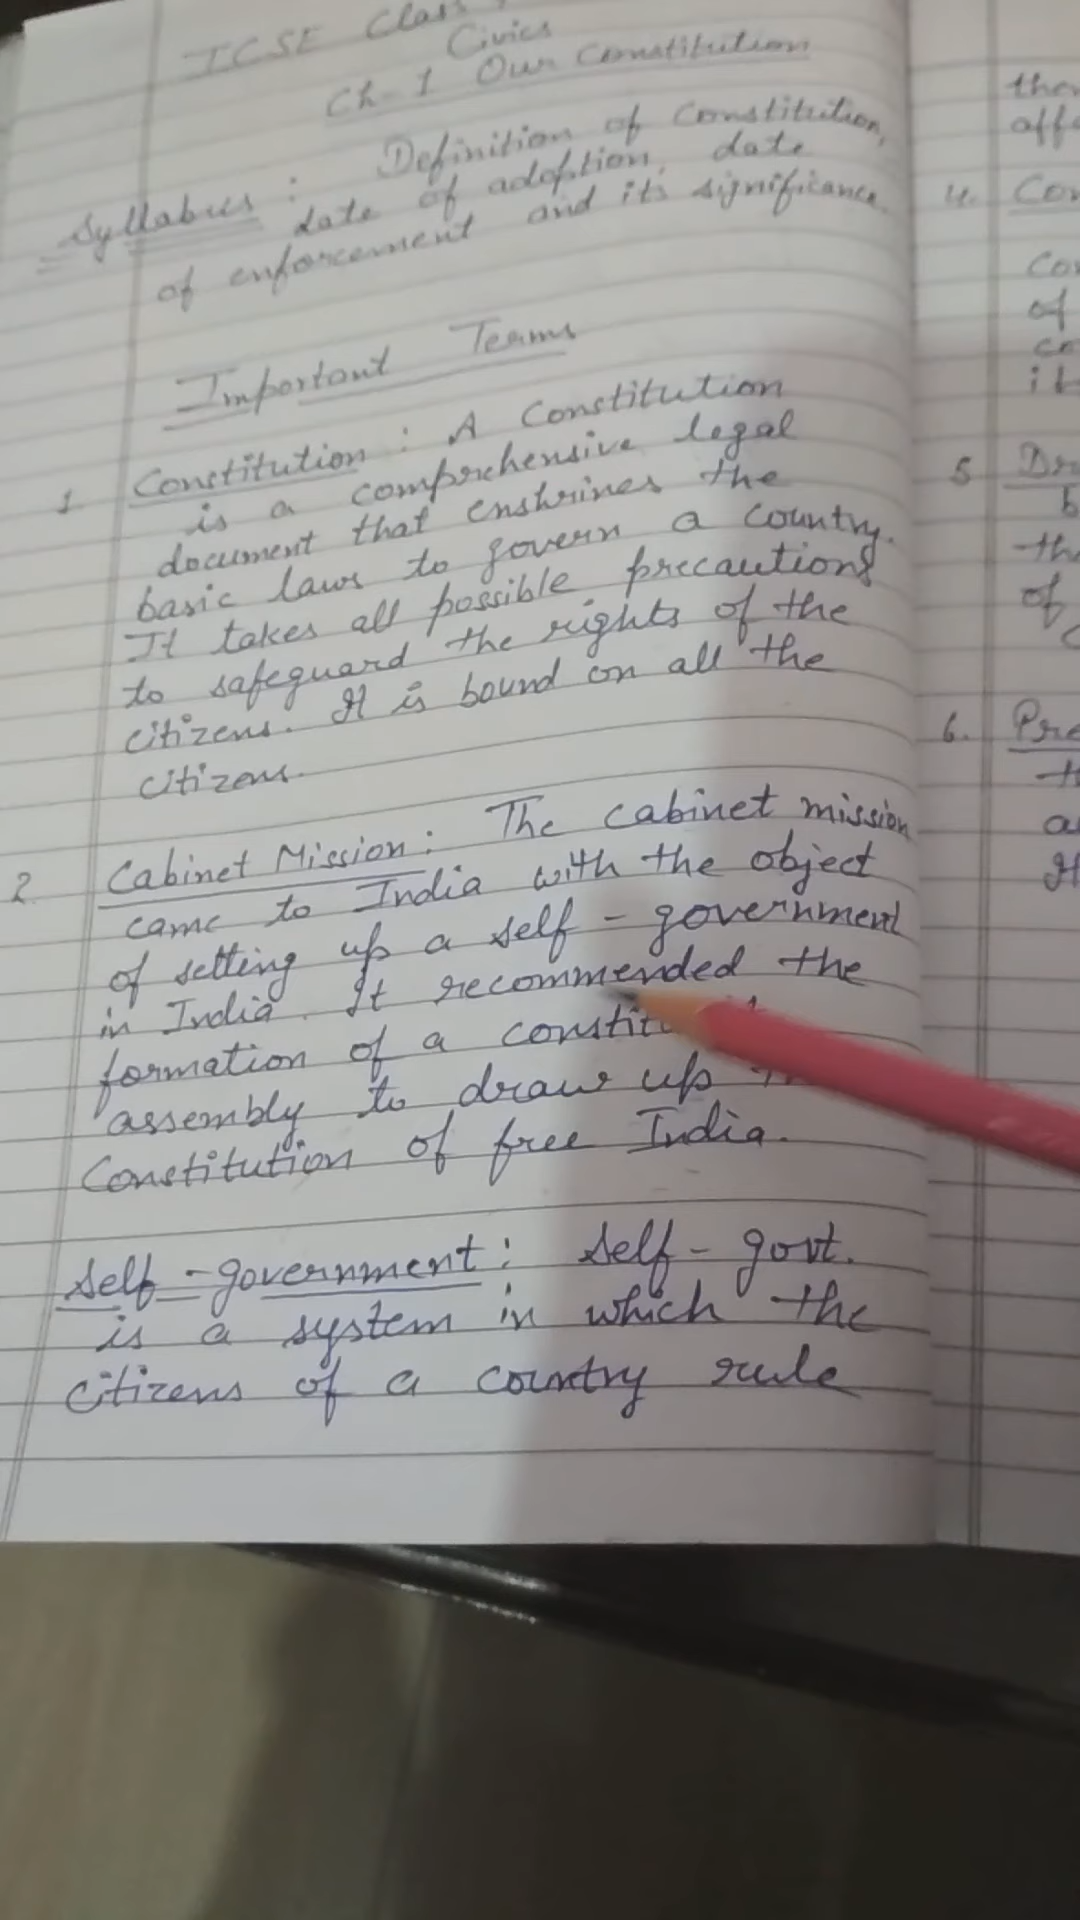 ICSE Class
Civics
Ch-1 Our Constitution
Syllabus : Definition of Constitution,
date of adoption, date
of enforcement and its significance.
Important Terms
1 Constitution : A Constitution
is a comprehensive legal
document that enshrines the
basic laws to govern a country.
It takes all possible precautions
to safeguard the rights of the
citizens. It is bound on all the
citizens.
2 Cabinet Mission : The cabinet mission
came to India with the object
of setting up a self - government
in India. It recommended the
formation of a
assembly to draw up
Constitution of free India.
Self - government : Self - govt.
is a system in which the
citizens of a country rule
4.
of
5
of
6.